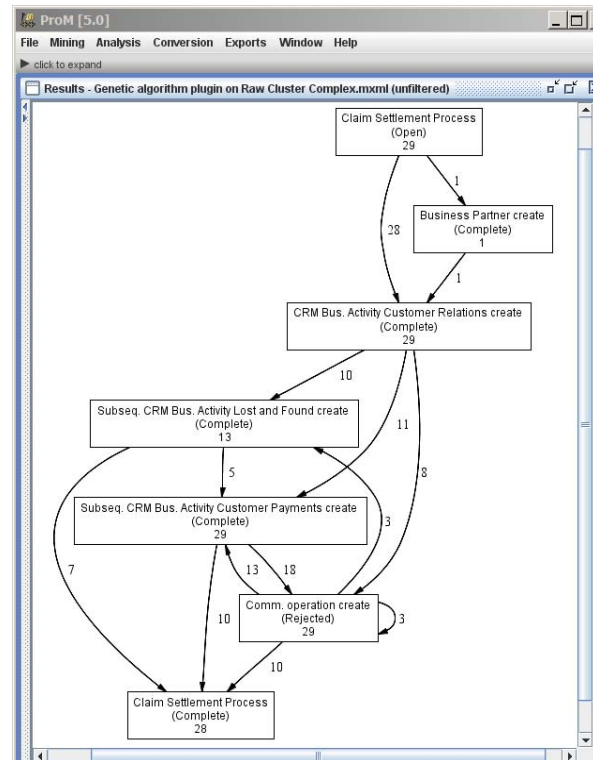 ProM [5.0]
File Mining Analysis Conversion Exports Window Help
click to expand
Results - Genetic algorithm plugin on Raw Cluster Complex.mxml (unfiltered)
Claim Settlement Process
(Open)
29
1
28
Business Partner create
(Complete)
1
1
CRM Bus. Activity Customer Relations create
(Complete)
29
10
11
8
Subseq. CRM Bus. Activity Lost and Found create
(Complete)
13
5
3
Subseq. CRM Bus. Activity Customer Payments create
(Complete)
29
7
13
18
10
Comm. operation create
(Rejected)
29
3
10
Claim Settlement Process
(Complete)
28